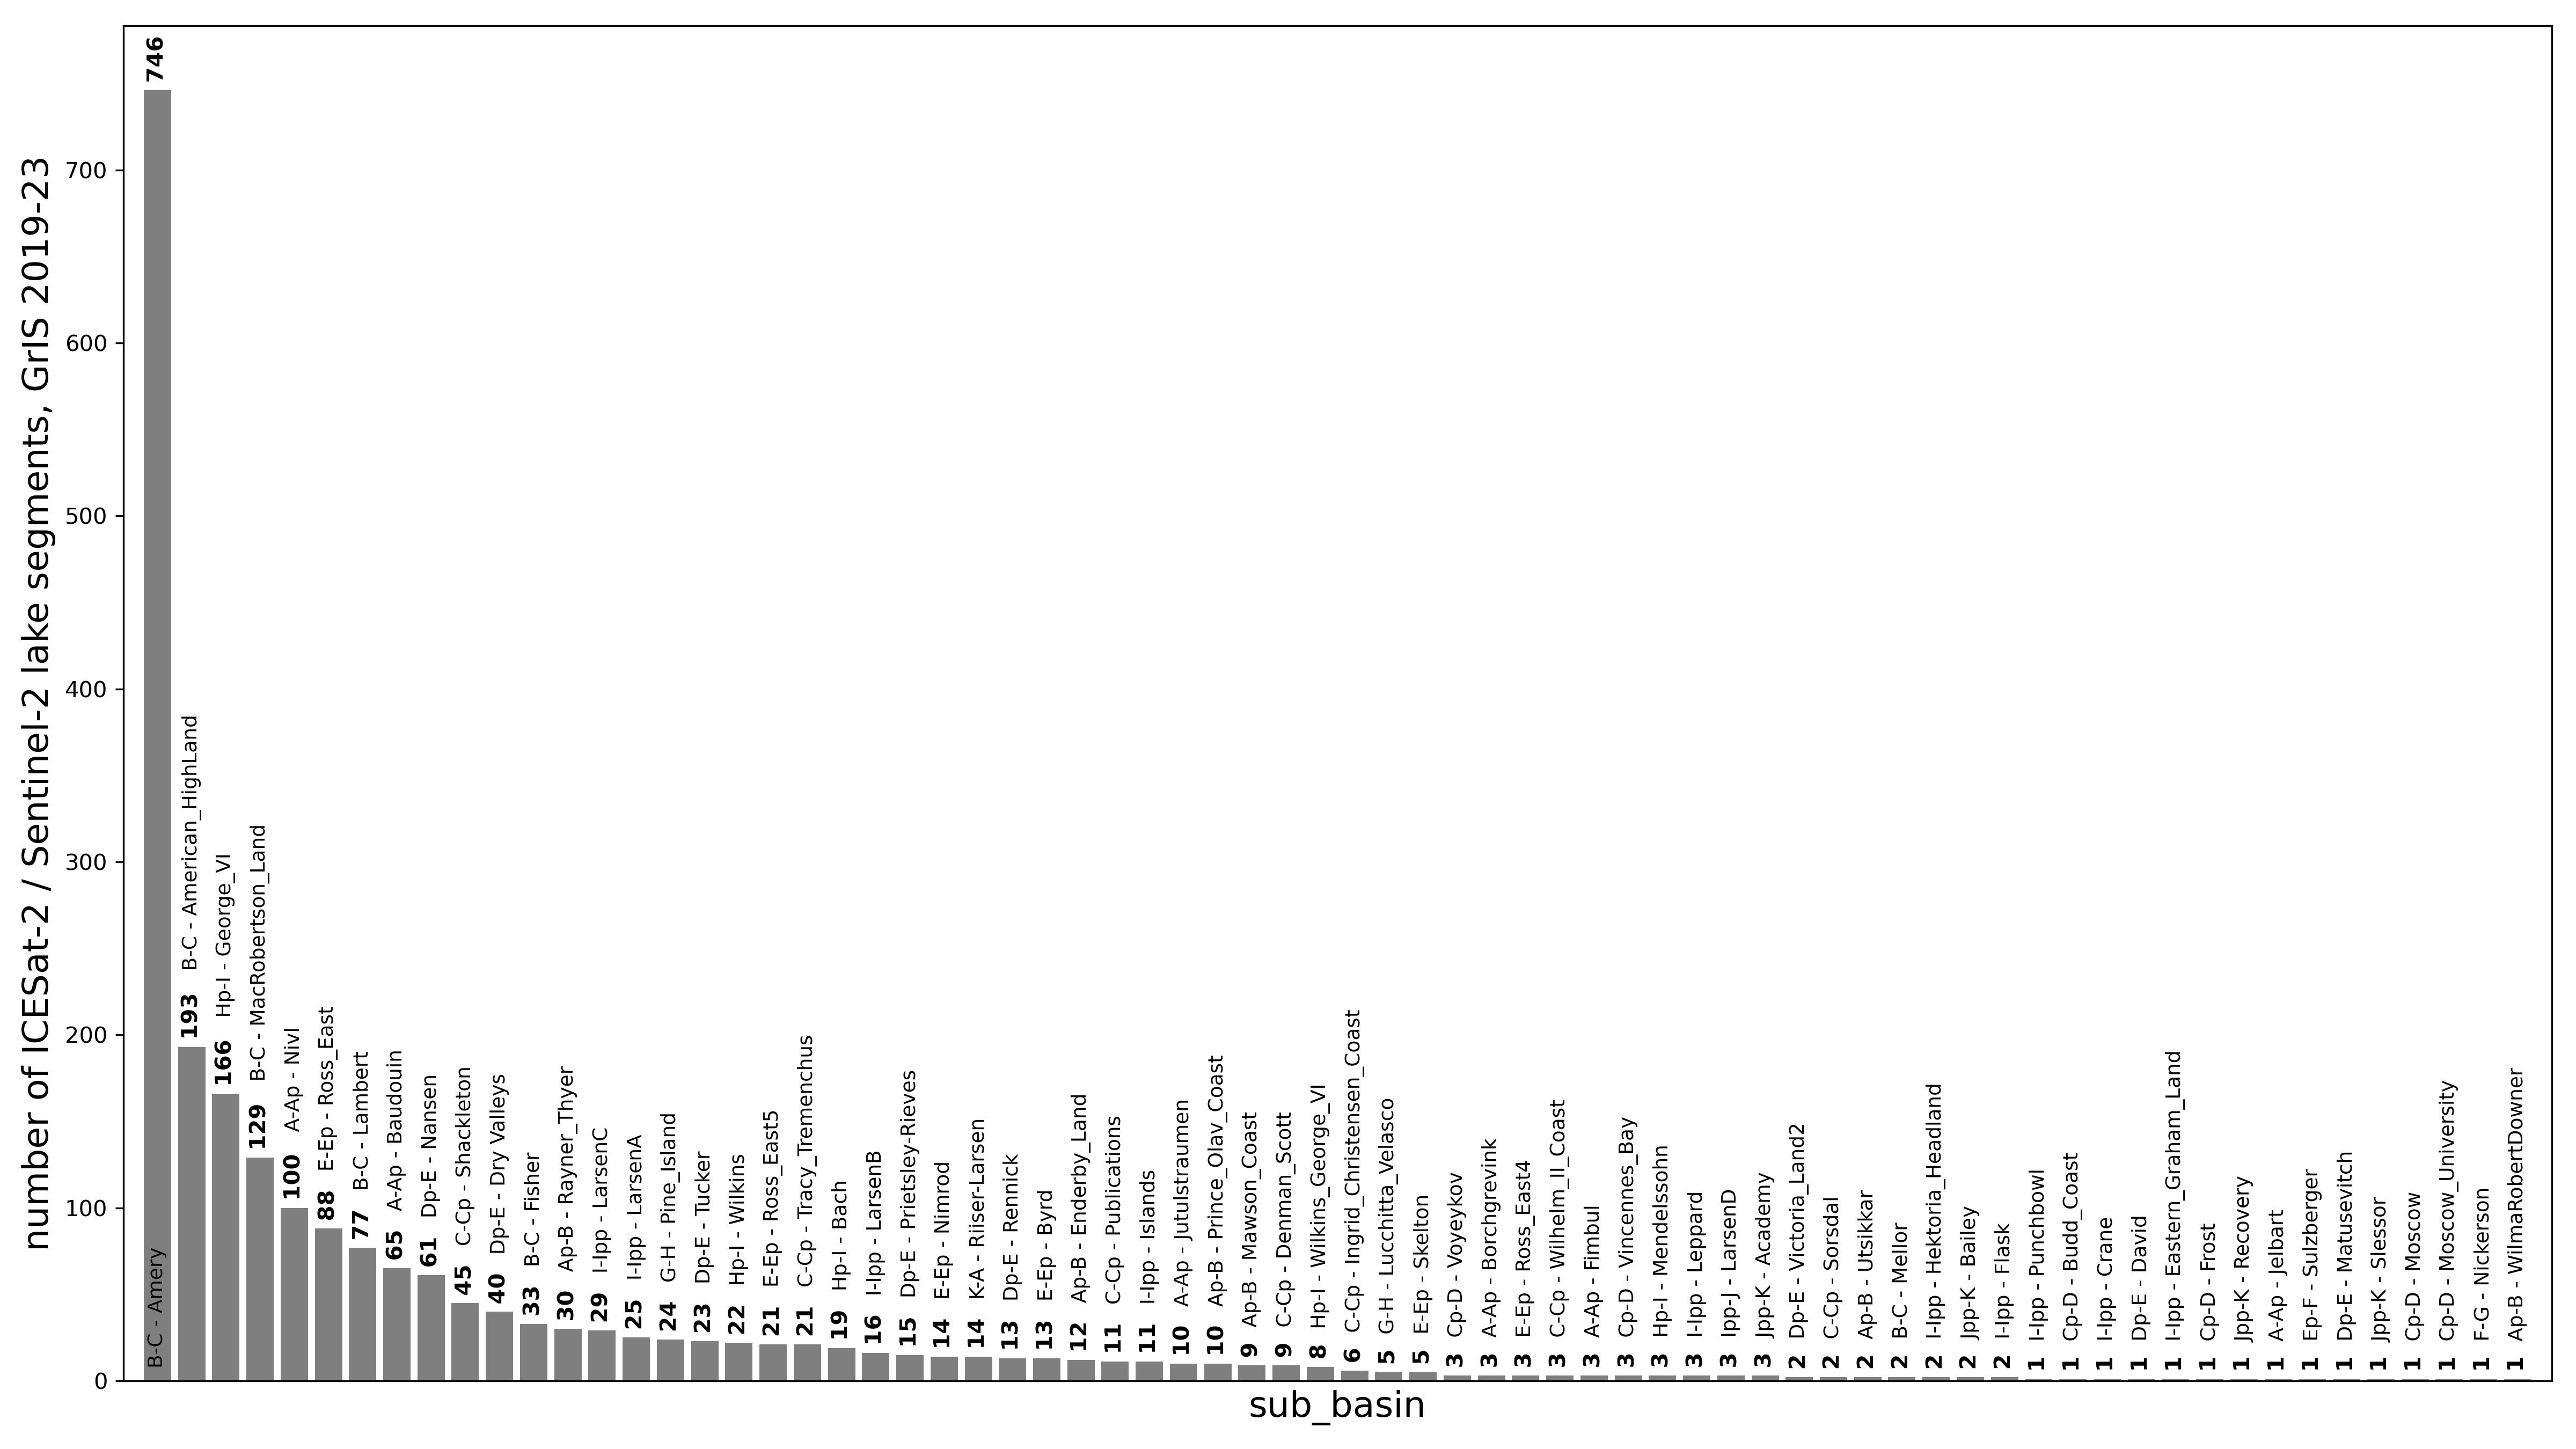 number of ICESat-2 / Sentinel-2 lake segments, GrIS 2019-23
700
600
500
400
300
200
100
0
746
B-C - Amery
193 B-C - American_HighLand
166 Hp-I - George_VI
129 B-C - MacRobertson_Land
100 A-Ap - Nivl
88 E-Ep - Ross_East
77 B-C - Lambert
65 A-Ap - Baudouin
61 Dp-E - Nansen
45 C-Cp - Shackleton
40 Dp-E - Dry Valleys
33 B-C - Fisher
30 Ap-B - Rayner_Thyer
29 I-Ipp - LarsenC
25 I-Ipp - LarsenA
24 G-H - Pine_Island
23 Dp-E - Tucker
22 Hp-I - Wilkins
21 E-Ep - Ross_East5
21 C-Cp - Tracy_Tremenchus
19 Hp-I - Bach
16 I-Ipp - LarsenB
15 Dp-E - Prietsley-Rieves
14 E-Ep - Nimrod
14 K-A - Riiser-Larsen
13 Dp-E - Rennick
13 E-Ep - Byrd
12 Ap-B - Enderby_Land
11 C-Cp - Publications
11 I-Ipp - Islands
10 A-Ap - Jutulstraumen
10 Ap-B - Prince_Olav_Coast
9 Ap-B - Mawson_Coast
9 C-Cp - Denman_Scott
8 Hp-I - Wilkins_George_VI
6 C-Cp - Ingrid_Christensen_Coast
5 G-H - Lucchitta_Velasco
5 E-Ep - Skelton
3 Cp-D - Voyeykov
3 A-Ap - Borchgrevink
3 E-Ep - Ross_East4
3 C-Cp - Wilhelm_II_Coast
3 A-Ap - Fimbul
3 Cp-D - Vincennes_Bay
3 Hp-I - Mendelssohn
3 I-Ipp - Leppard
3 Ipp-J - LarsenD
3 Jpp-K - Academy
2 Dp-E - Victoria_Land2
2 C-Cp - Sorsdal
2 Ap-B - Utsikkar
2 B-C - Mellor
2 I-Ipp - Hektoria_Headland
2 Jpp-K - Bailey
2 I-Ipp - Flask
1 I-Ipp - Punchbowl
1 Cp-D - Budd_Coast
1 I-Ipp - Crane
1 Dp-E - David
1 I-Ipp - Eastern_Graham_Land
1 Cp-D - Frost
1 Jpp-K - Recovery
1 A-Ap - Jelbart
1 Ep-F - Sulzberger
1 Dp-E - Matusevitch
1 Jpp-K - Slessor
1 Cp-D - Moscow
1 Cp-D - Moscow_University
1 F-G - Nickerson
1 Ap-B - WilmaRobertDowner
sub_basin